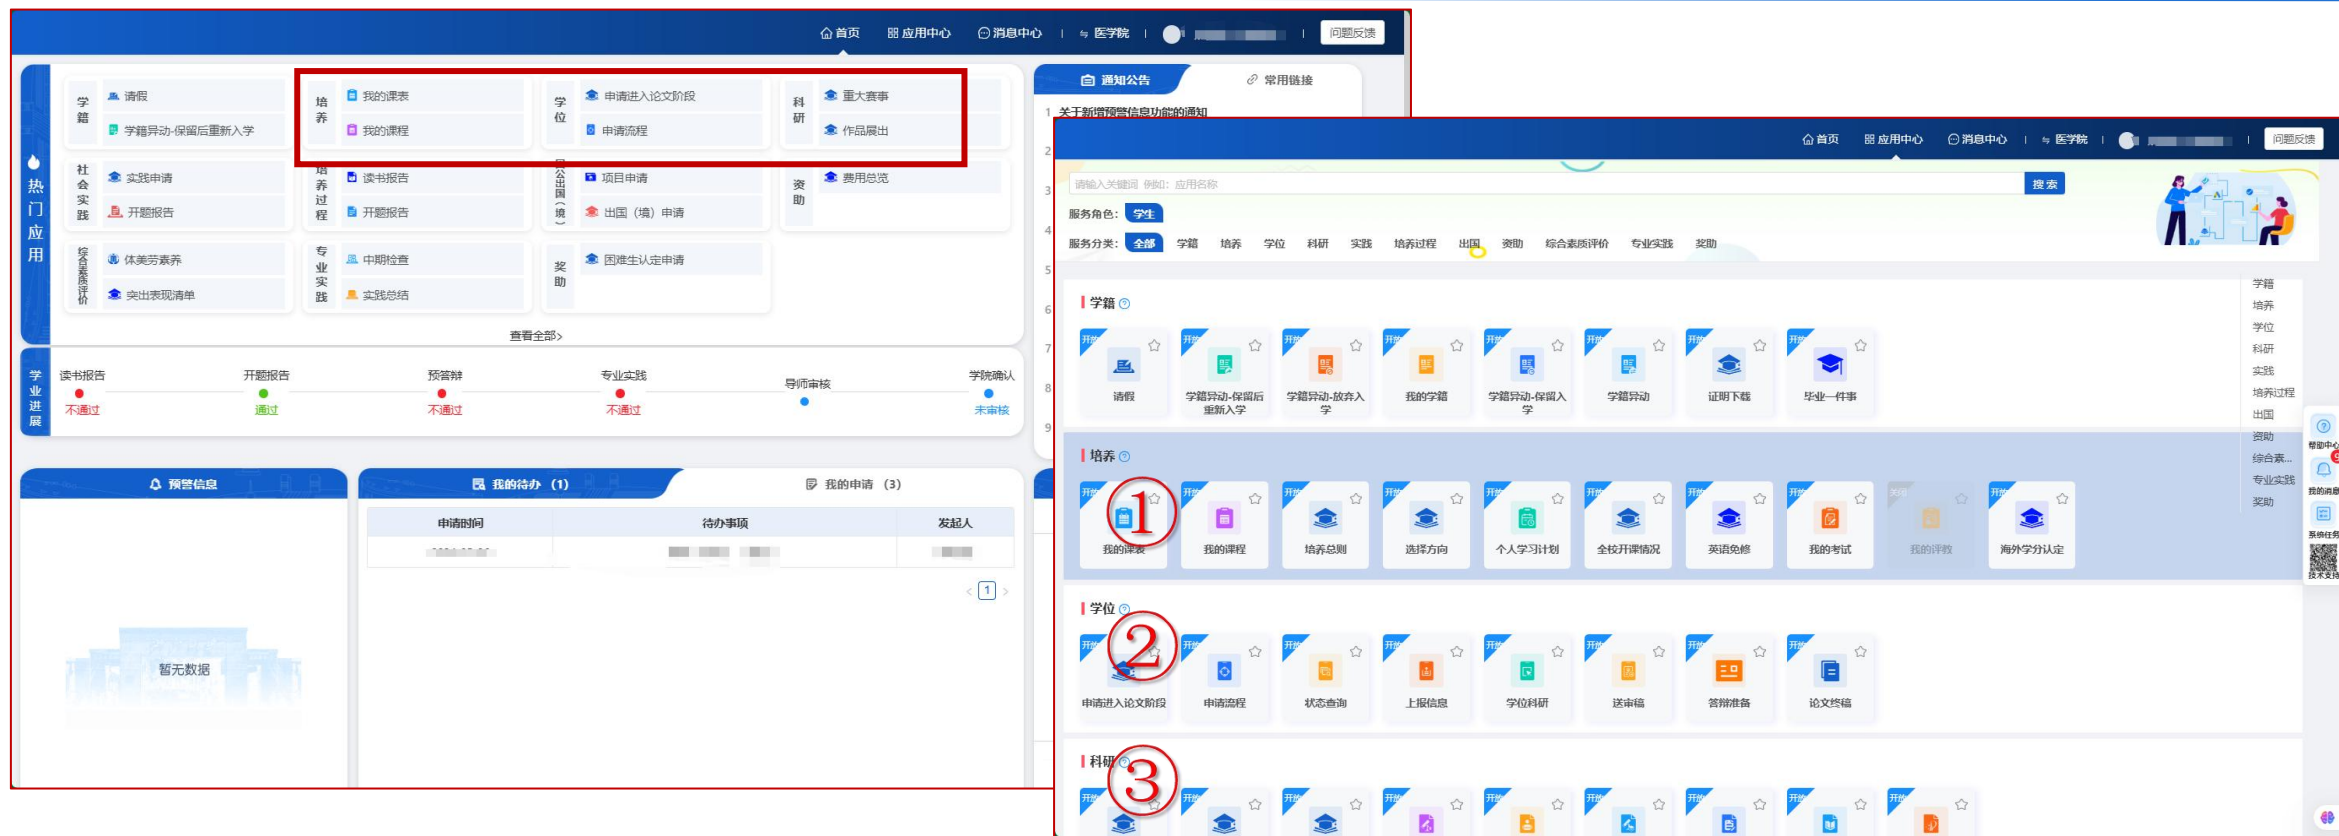 首页 应用中心 消息中心 医学院 问题反馈
热门应用
学籍 请假 学籍异动-保留后重新入学
培养 我的课表 我的课程
学位 申请进入论文阶段 申请流程
科研 重大赛事 作品展出
社会实践 实践申请 开题报告
培养过程 读书报告 开题报告
公出国（境） 项目申请 出国（境）申请
资助 费用总览
综合素质评价 体美劳素养 突出表现清单
专业实践 中期检查 实践总结
奖助 困难生认定申请
查看全部>
学业进展
读书报告 开题报告 预答辩 专业实践 导师审核 学院确认
不通过 通过 不通过 不通过 未审核
预警信息
暂无数据
我的待办 (1) 我的申请 (3)
申请时间 待办事项 发起人
< 1 >
通知公告 常用链接
1 关于新增预警信息功能的通知
2
3
4
5
6
7
8
9
首页 应用中心 消息中心 医学院 问题反馈
请输入关键词 例如：应用名称 搜索
服务角色： 学生
服务分类： 全部 学籍 培养 学位 科研 实践 培养过程 出国 资助 综合素质评价 专业实践 奖助
学籍
请假 学籍异动-保留后重新入学 学籍异动-放弃入学 我的学籍 学籍异动-保留入学 学籍异动 证明下载 毕业一件事
培养
①
我的课表 我的课程 培养总则 选择方向 个人学习计划 全校开课情况 英语免修 我的考试 我的评教 海外学分认定
学位
②
申请进入论文阶段 申请流程 状态查询 上报信息 学位科研 送审稿 答辩准备 论文终稿
科研
③
学籍
培养
学位
科研
实践
培养过程
出国
资助
综合素...
专业实践
奖助
帮助中心
9
我的消息
系统任务
技术支持